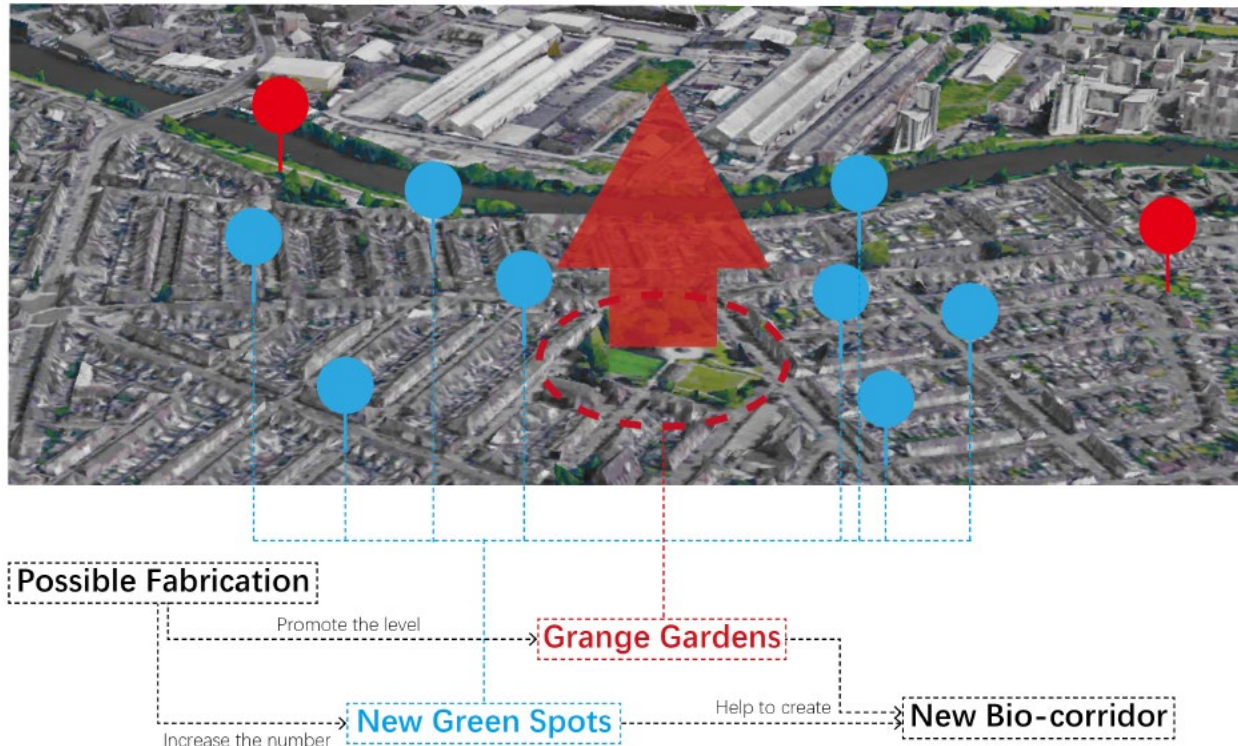 Possible Fabrication
Promote the level
Grange Gardens
Help to create
New Green Spots
New Bio-corridor
Increase the number